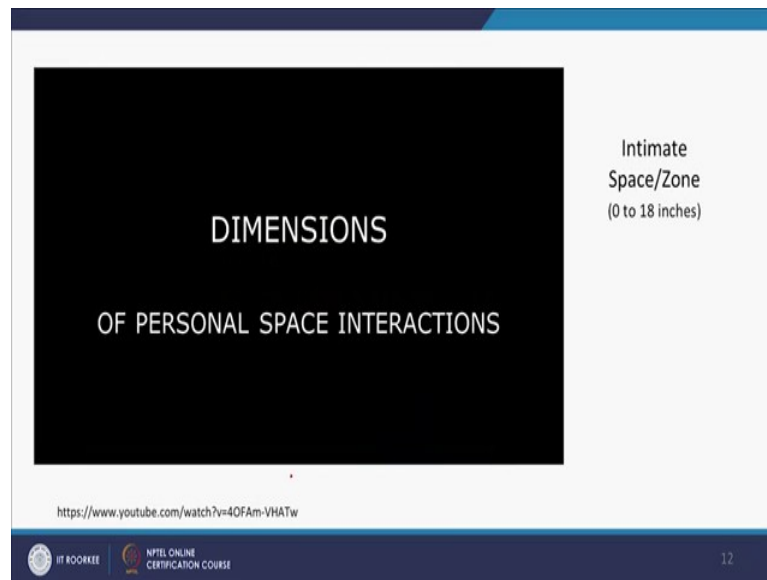 DIMENSIONS
OF PERSONAL SPACE INTERACTIONS
Intimate
Space/Zone
(0 to 18 inches)
https://www.youtube.com/watch?v=4OFAm-VHATw
IIT ROORKEE
NPTEL ONLINE
CERTIFICATION COURSE
12